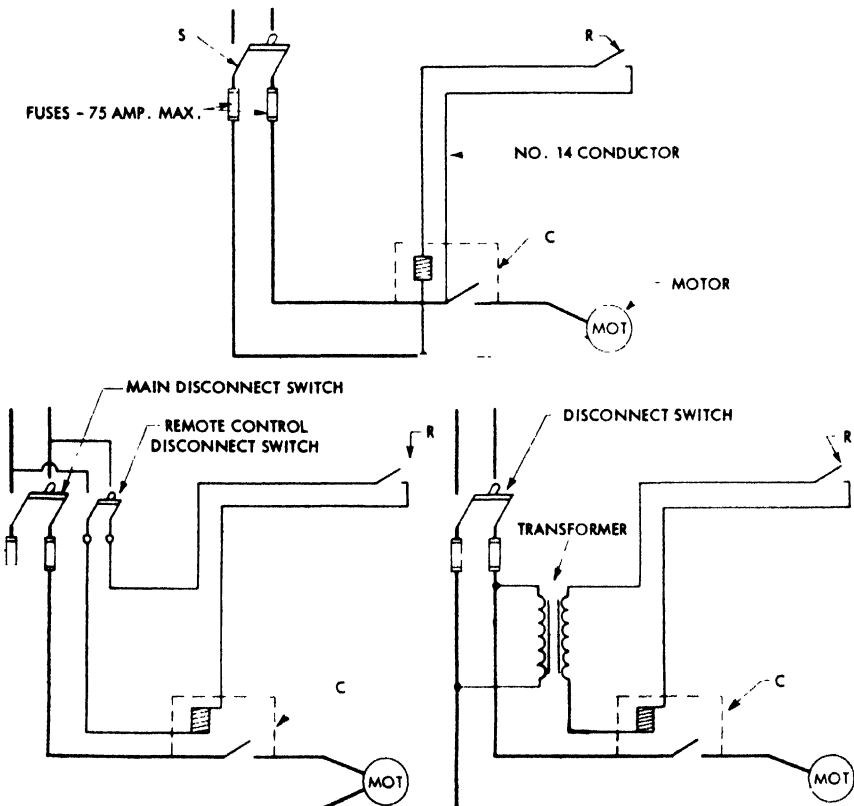 S
R
FUSES - 75 AMP. MAX.
NO. 14 CONDUCTOR
C
MOTOR
MOT
MAIN DISCONNECT SWITCH
REMOTE CONTROL
DISCONNECT SWITCH
R
C
MOT
DISCONNECT SWITCH
R
TRANSFORMER
C
MOT